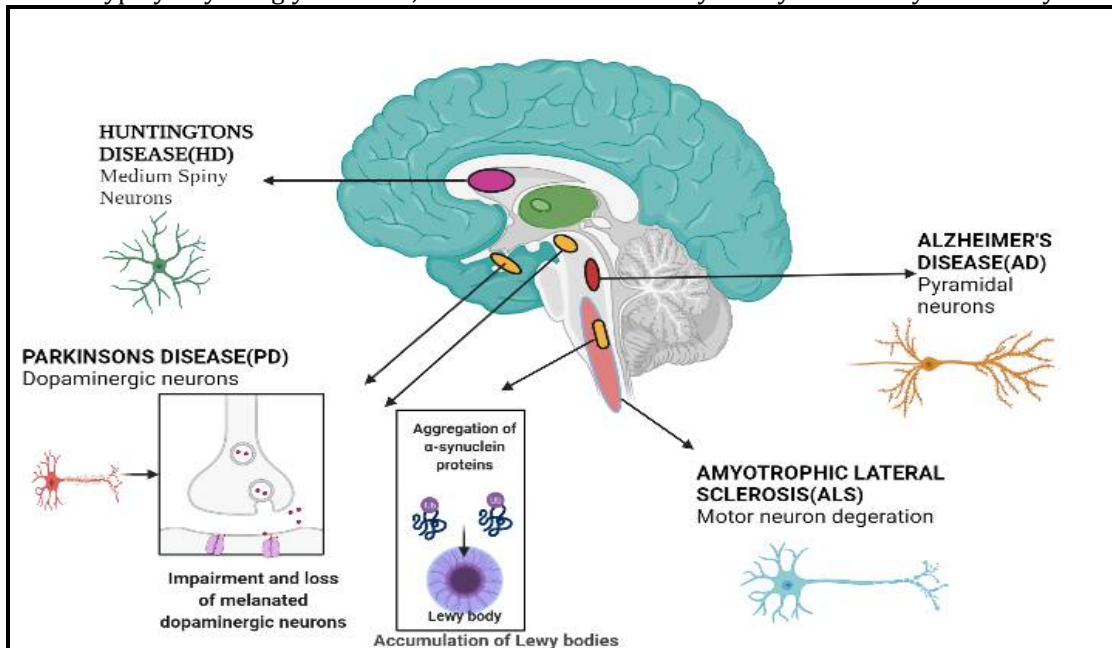 HUNTINGTONS
DISEASE(HD)
Medium Spiny
Neurons
ALZHEIMER'S
DISEASE(AD)
Pyramidal
neurons
PARKINSONS DISEASE(PD)
Dopaminergic neurons
Aggregation of
α-synuclein
proteins
Ub
Ub
Lewy body
Accumulation of Lewy bodies
Impairment and loss
of melanated
dopaminergic neurons
AMYOTROPHIC LATERAL
SCLEROSIS(ALS)
Motor neuron degeration